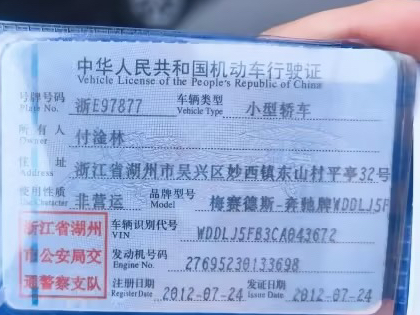 中华人民共和国机动车行驶证
Vehicle License of the People's Republic of China
号牌号码 浙E97877 车辆类型 小型轿车
Plate No. Vehicle Type
所有人 付淦林
Owner
住址 浙江省湖州市吴兴区妙西镇东山村平亭32号
Address
使用性质 非营运 品牌型号 梅赛德斯-奔驰牌WDDLJ5F
Use Character Model
浙江省湖州
市公安局交
通警察支队
车辆识别代号 WDDLJ5FB3CA043672
VIN
发动机号码 27695230133698
Engine No.
注册日期 2012-07-24 发证日期 2012-07-24
Register Date Issue Date